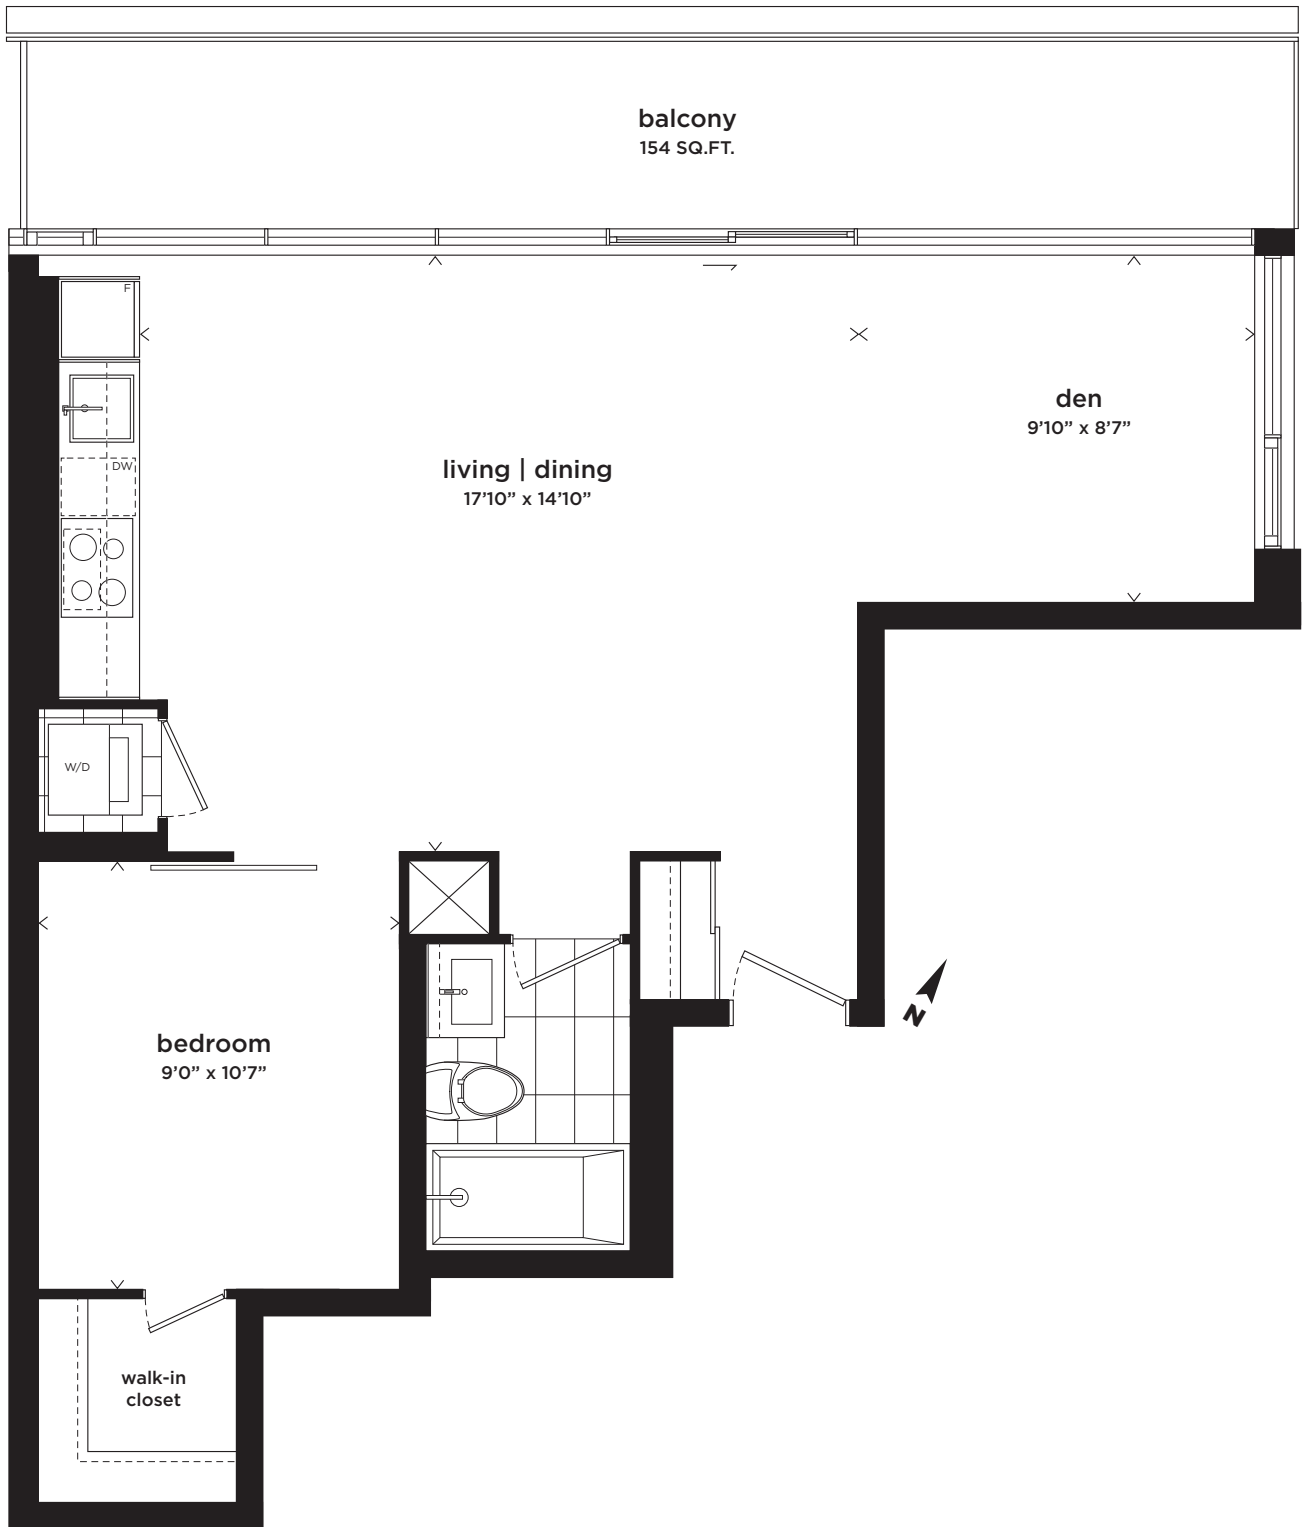 balcony
154 SQ.FT.
F
den
9’10” x 8’7”
DW
living | dining
17’10” x 14’10”
W/D
N
bedroom
9’0” x 10’7”
walk-in
closet